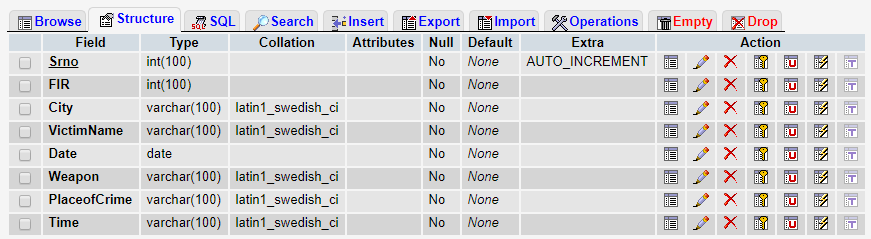 Browse Structure SQL Search Insert Export Import Operations Empty Drop
Field Type Collation Attributes Null Default Extra Action
Srno int(100) No None AUTO_INCREMENT
FIR int(100) No None
City varchar(100) latin1_swedish_ci No None
VictimName varchar(100) latin1_swedish_ci No None
Date date No None
Weapon varchar(100) latin1_swedish_ci No None
PlaceofCrime varchar(100) latin1_swedish_ci No None
Time varchar(100) latin1_swedish_ci No None